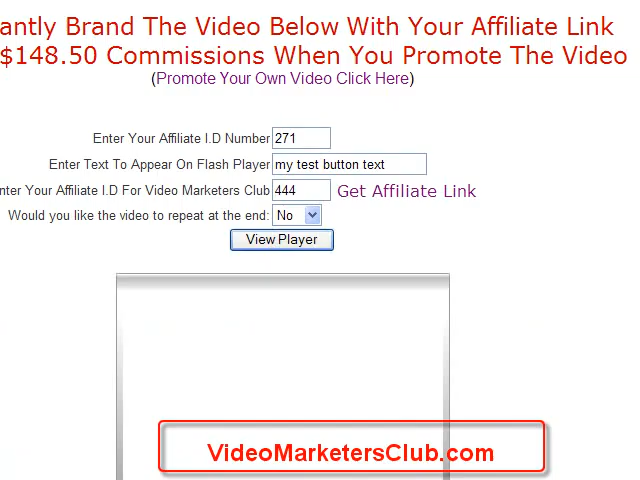 antly Brand The Video Below With Your Affiliate Link
$148.50 Commissions When You Promote The Video
(Promote Your Own Video Click Here)
Enter Your Affiliate I.D Number 271
Enter Text To Appear On Flash Player my test button text
nter Your Affiliate I.D For Video Marketers Club 444 Get Affiliate Link
Would you like the video to repeat at the end: No
View Player
VideoMarketersClub.com